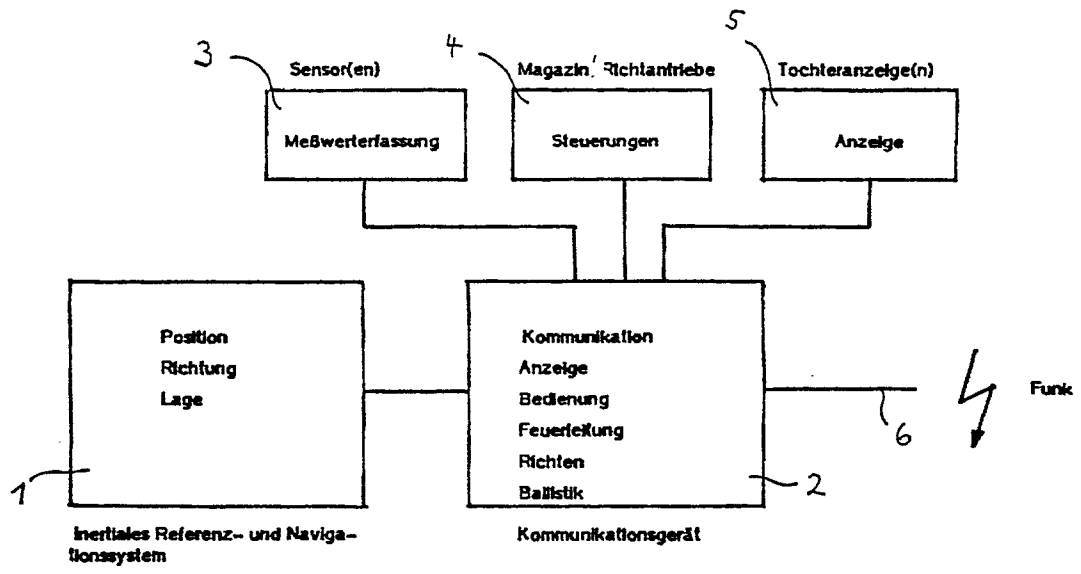 3
4
5
Sensor(en)
Magazin/ Richtantriebe
Tochteranzeige(n)
Meßwerterfassung
Steuerungen
Anzeige
Position
Richtung
Lage
Kommunikation
Anzeige
Bedienung
Feuerleitung
Richten
Ballistik
6
Funk
1
2
Inertiales Referenz- und Naviga-
tionssystem
Kommunikationsgerät